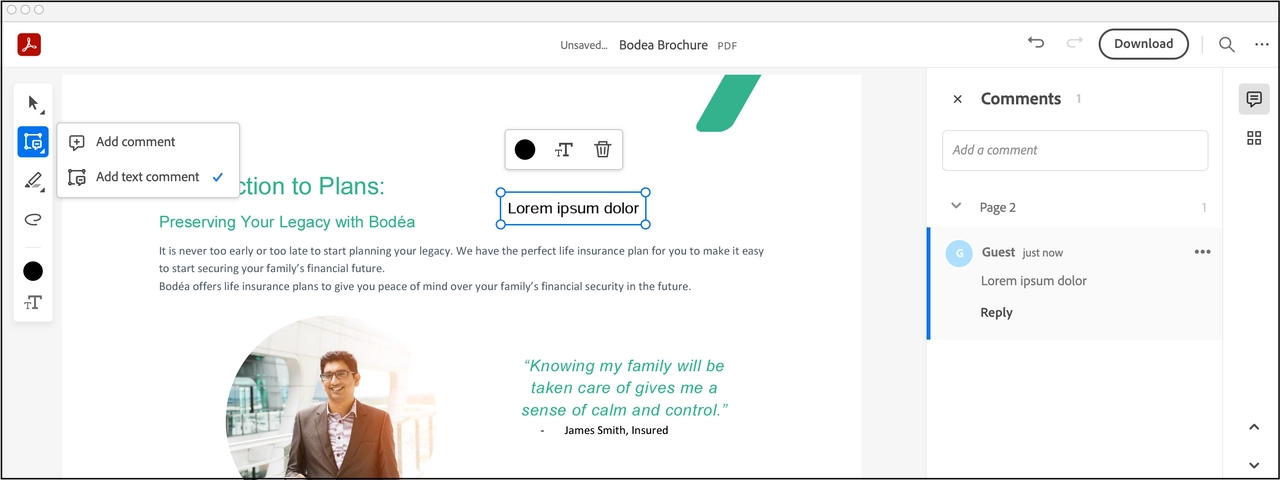 Unsaved... Bodea Brochure PDF
Download
Add comment
Add text comment
ction to Plans:
Preserving Your Legacy with Bodéa
It is never too early or too late to start planning your legacy. We have the perfect life insurance plan for you to make it easy
to start securing your family’s financial future.
Bodéa offers life insurance plans to give you peace of mind over your family’s financial security in the future.
Lorem ipsum dolor
“Knowing my family will be
taken care of gives me a
sense of calm and control.”
- James Smith, Insured
Comments 1
Add a comment
Page 2 1
G Guest just now
Lorem ipsum dolor
Reply